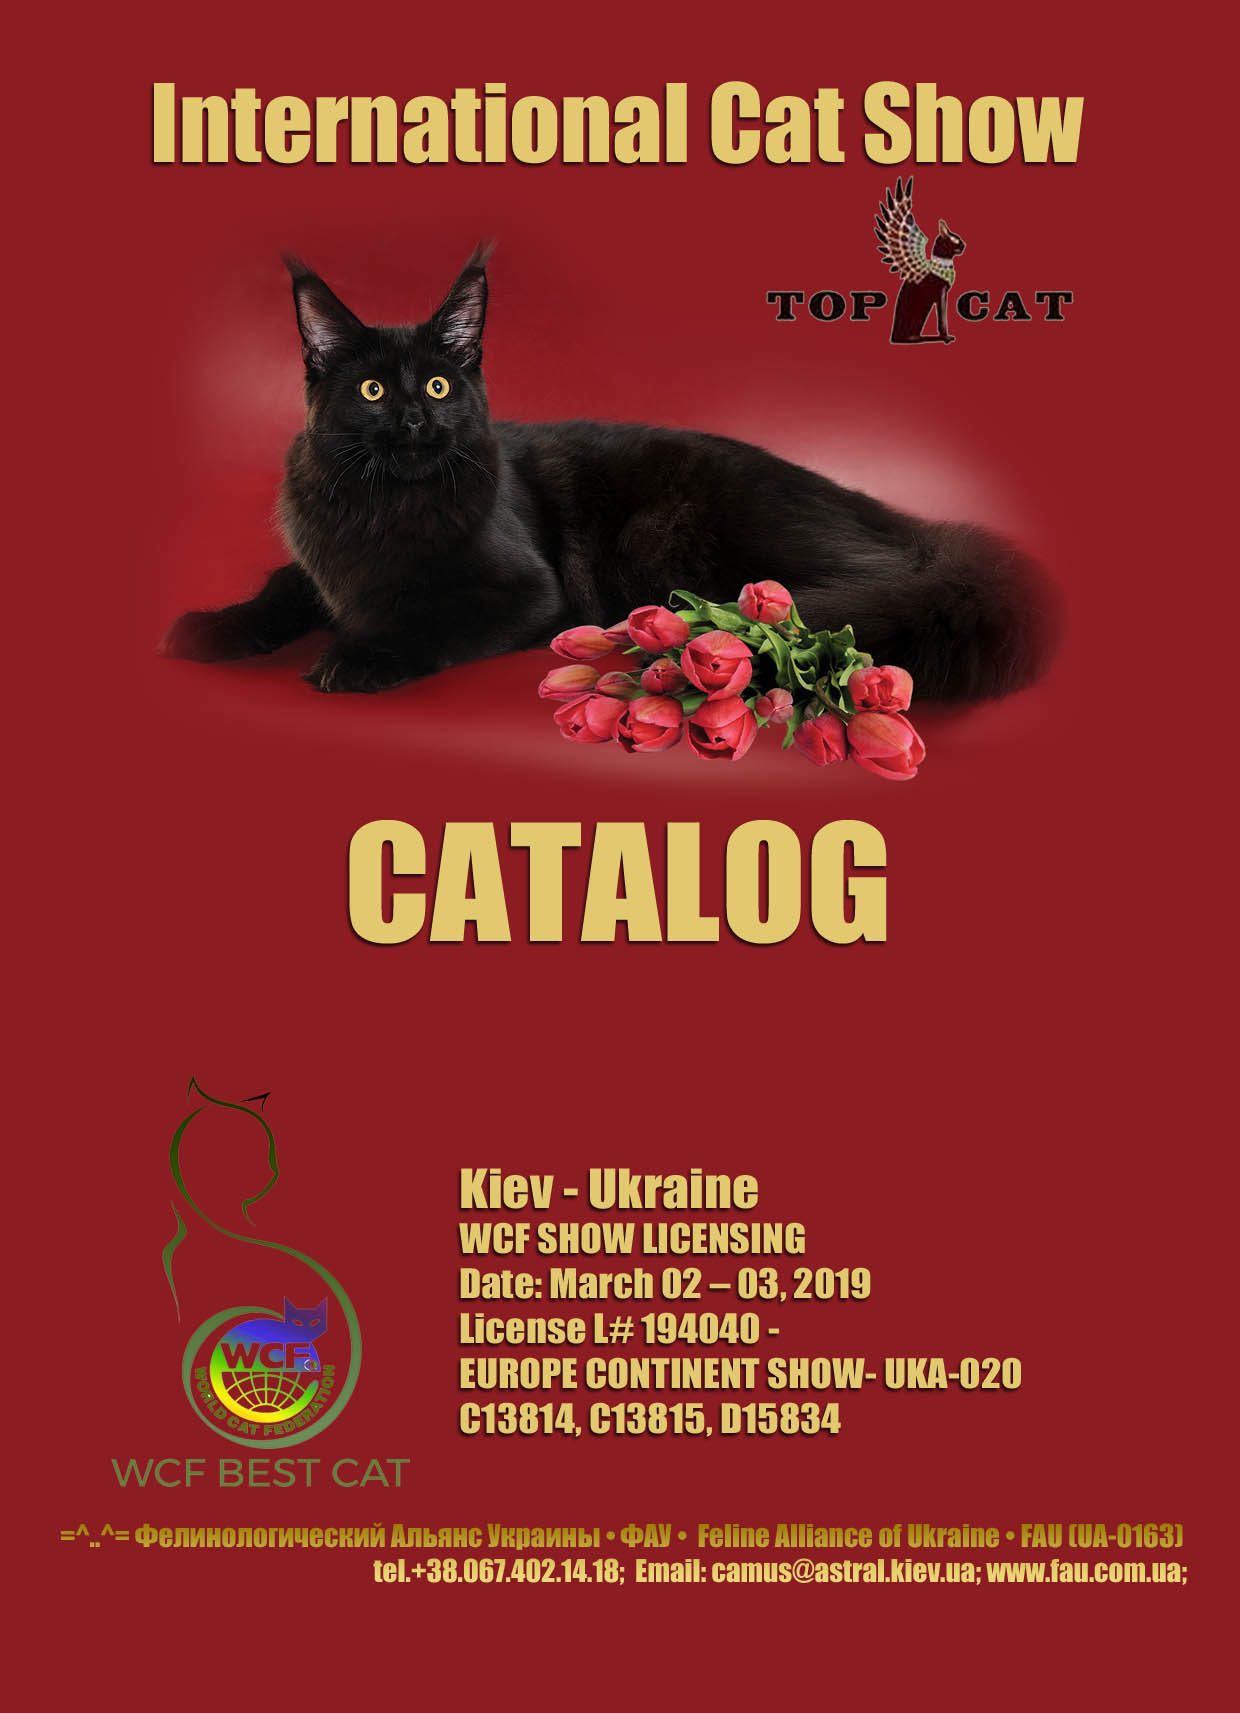 International Cat Show
TOP CAT
CATALOG
Kiev - Ukraine
WCF SHOW LICENSING
Date: March 02 – 03, 2019
License L# 194040 -
EUROPE CONTINENT SHOW- UKA-020
C13814, C13815, D15834
WCF
WORLD CAT FEDERATION
WCF BEST CAT
=^..^= Фелинологический Альянс Украины • ФАУ • Feline Alliance of Ukraine • FAU (UA-0163)
tel.+38.067.402.14.18; Email: camus@astral.kiev.ua; www.fau.com.ua;